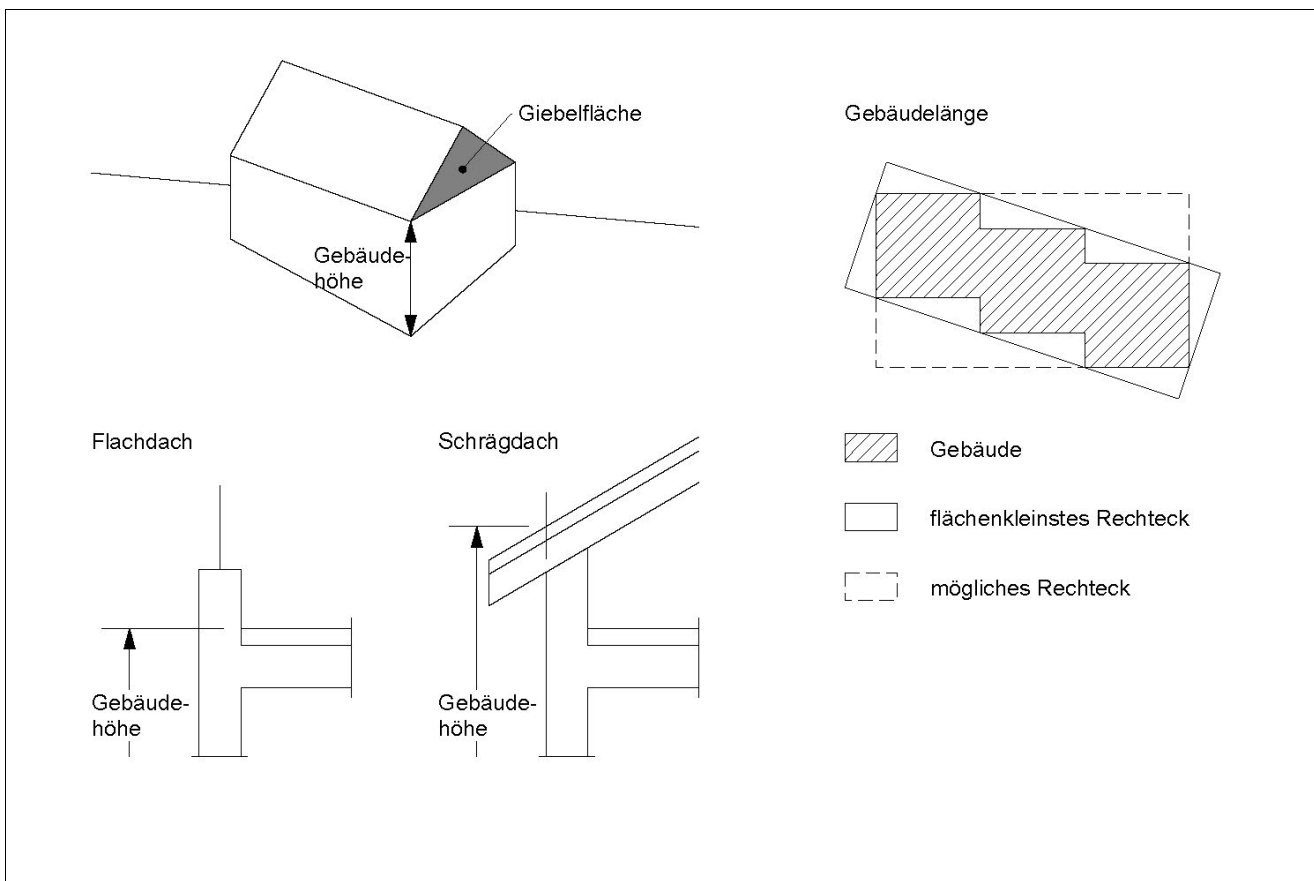 Giebelfläche
Gebäude-
höhe
Gebäudelänge
Flachdach
Gebäude-
höhe
Schrägdach
Gebäude-
höhe
Gebäude
flächenkleinstes Rechteck
mögliches Rechteck